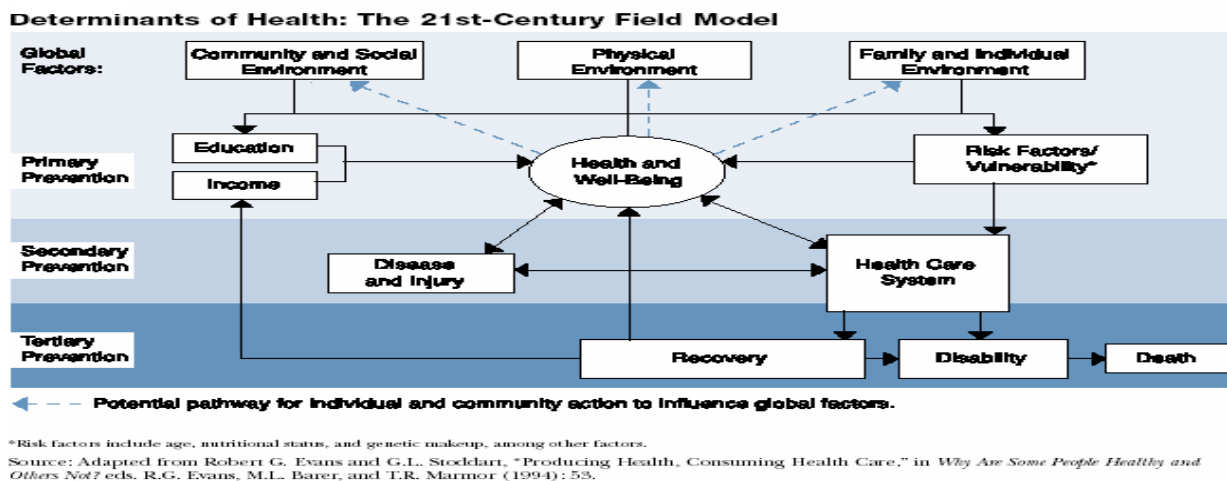 Determinants of Health: The 21st-Century Field Model
Global
Factors:
Community and Social
Environment
Physical
Environment
Family and Individual
Environment
Primary
Prevention
Education
Income
Health and
Well-Being
Risk Factors/
Vulnerability*
Secondary
Prevention
Disease
and Injury
Health Care
System
Tertiary
Prevention
Recovery
Disability
Death
Potential pathway for individual and community action to influence global factors.
*Risk factors include age, nutritional status, and genetic makeup, among other factors.
Source: Adapted from Robert G. Evans and G.L. Stoddart, "Producing Health, Consuming Health Care," in Why Are Some People Healthy and
Others Not? eds. R.G. Evans, M.L. Barer, and T.R. Marmor (1994): 53.